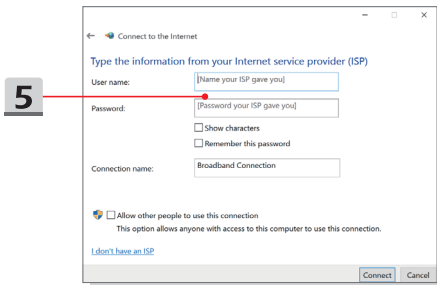 Connect to the Internet
Type the information from your Internet service provider (ISP)
User name: [Name your ISP gave you]
5
Password: [Password your ISP gave you]
Show characters
Remember this password
Connection name: Broadband Connection
Allow other people to use this connection
This option allows anyone with access to this computer to use this connection.
I don't have an ISP
Connect Cancel